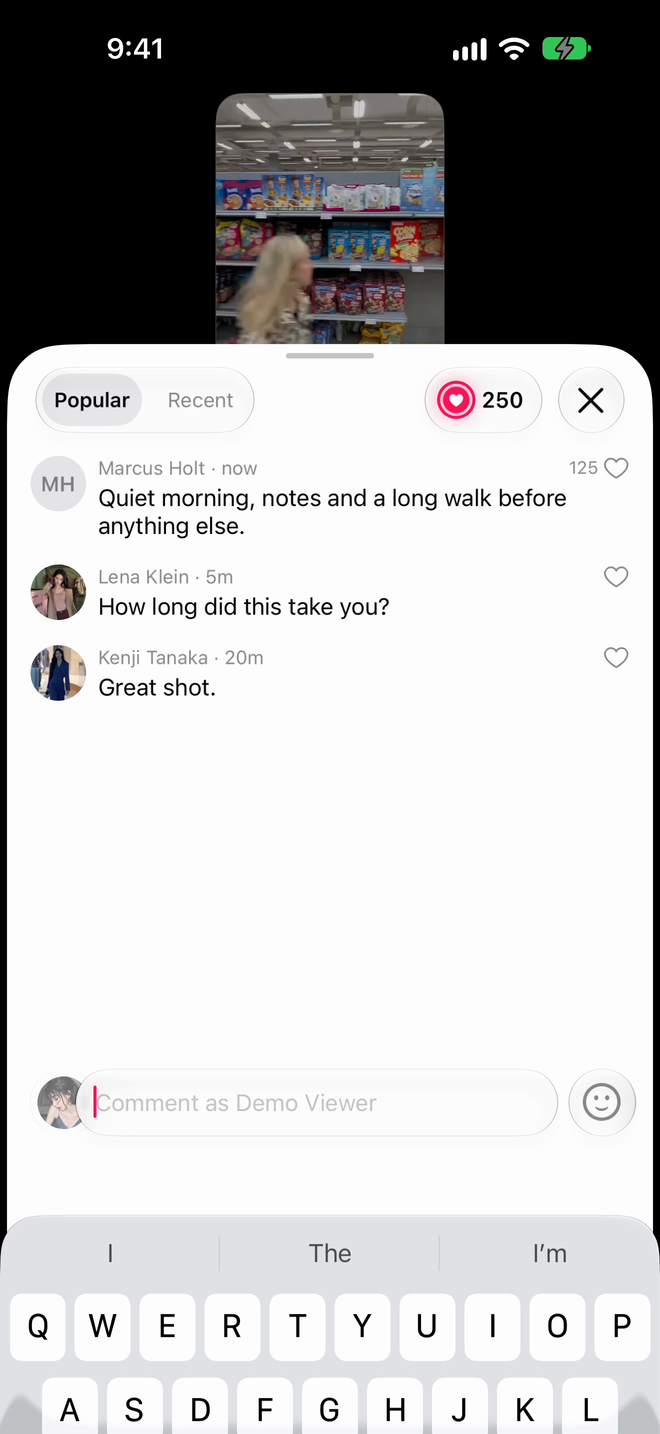 9:41
CORN
Popular
Recent
250
MH
Marcus Holt · now
125
Quiet morning, notes and a long walk before
anything else.
Lena Klein · 5m
How long did this take you?
Kenji Tanaka · 20m
Great shot.
Comment as Demo Viewer
I
The
I’m
Q W E R T Y U I O P
A S D F G H J K L